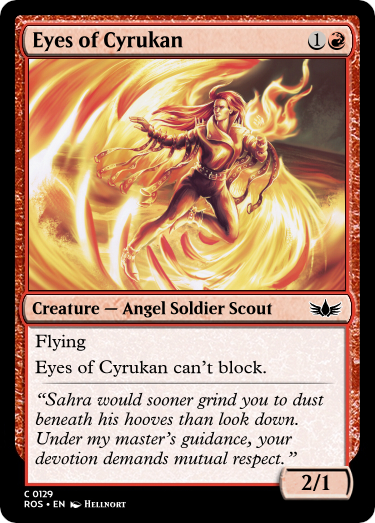 Eyes of Cyrukan 1
Creature — Angel Soldier Scout
Flying
Eyes of Cyrukan can't block.
“Sahra would sooner grind you to dust
beneath his hooves than look down.
Under my master's guidance, your
devotion demands mutual respect.”
2/1
C 0129
ROS • EN Hellnort